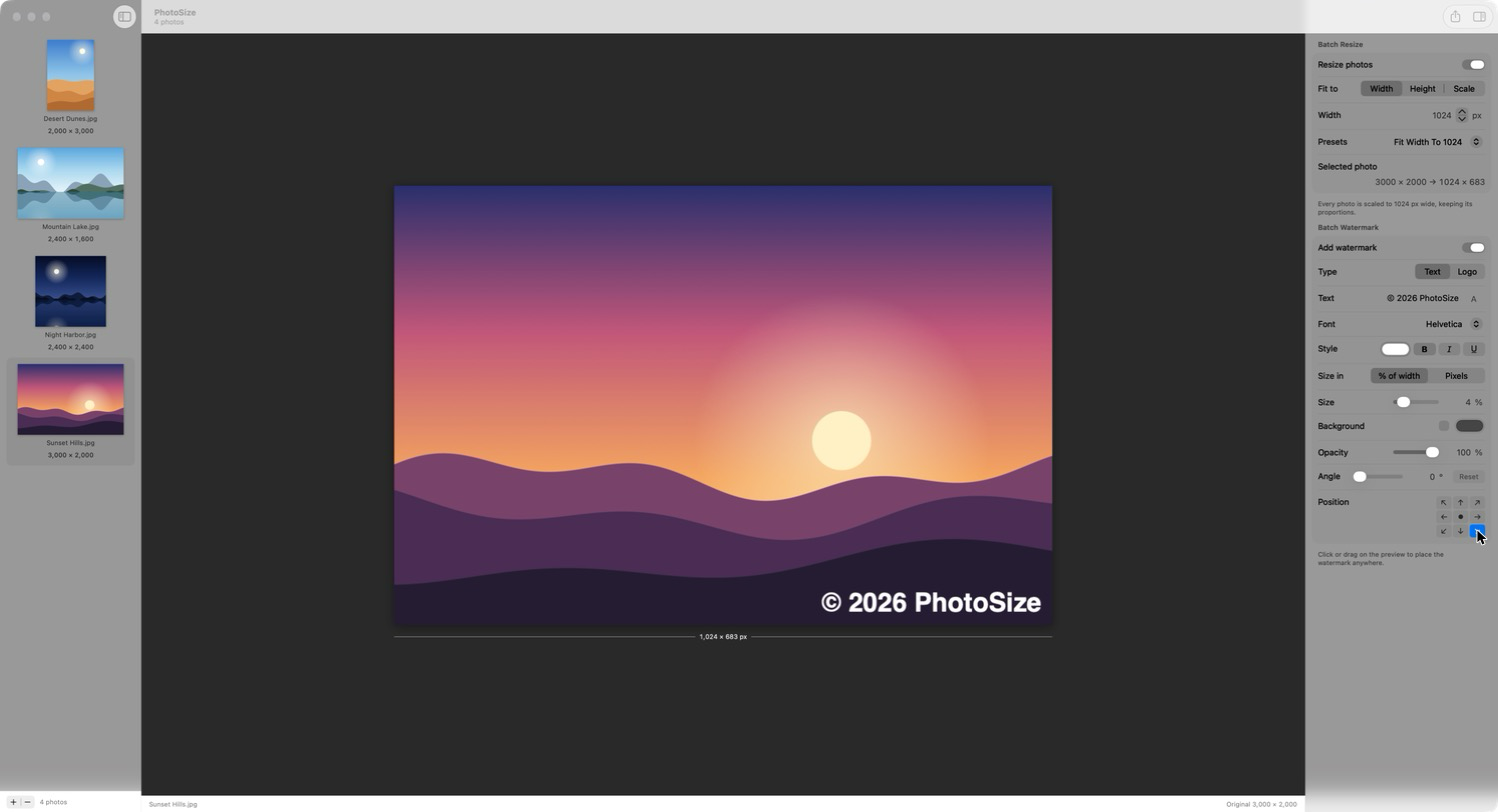 PhotoSize
4 photos
Desert Dunes.jpg
2,000 × 3,000
Mountain Lake.jpg
2,400 × 1,600
Night Harbor.jpg
2,400 × 2,400
Sunset Hills.jpg
3,000 × 2,000
+ − 4 photos
© 2026 PhotoSize
1,024 × 683 px
Sunset Hills.jpg
Original 3,000 × 2,000
Batch Resize
Resize photos
Fit to Width Height Scale
Width 1024 px
Presets Fit Width To 1024
Selected photo
3000 × 2000 → 1024 × 683
Every photo is scaled to 1024 px wide, keeping its
proportions.
Batch Watermark
Add watermark
Type Text Logo
Text © 2026 PhotoSize A
Font Helvetica
Style B I U
Size in % of width Pixels
Size 4 %
Background
Opacity 100 %
Angle 0 ° Reset
Position
Click or drag on the preview to place the
watermark anywhere.